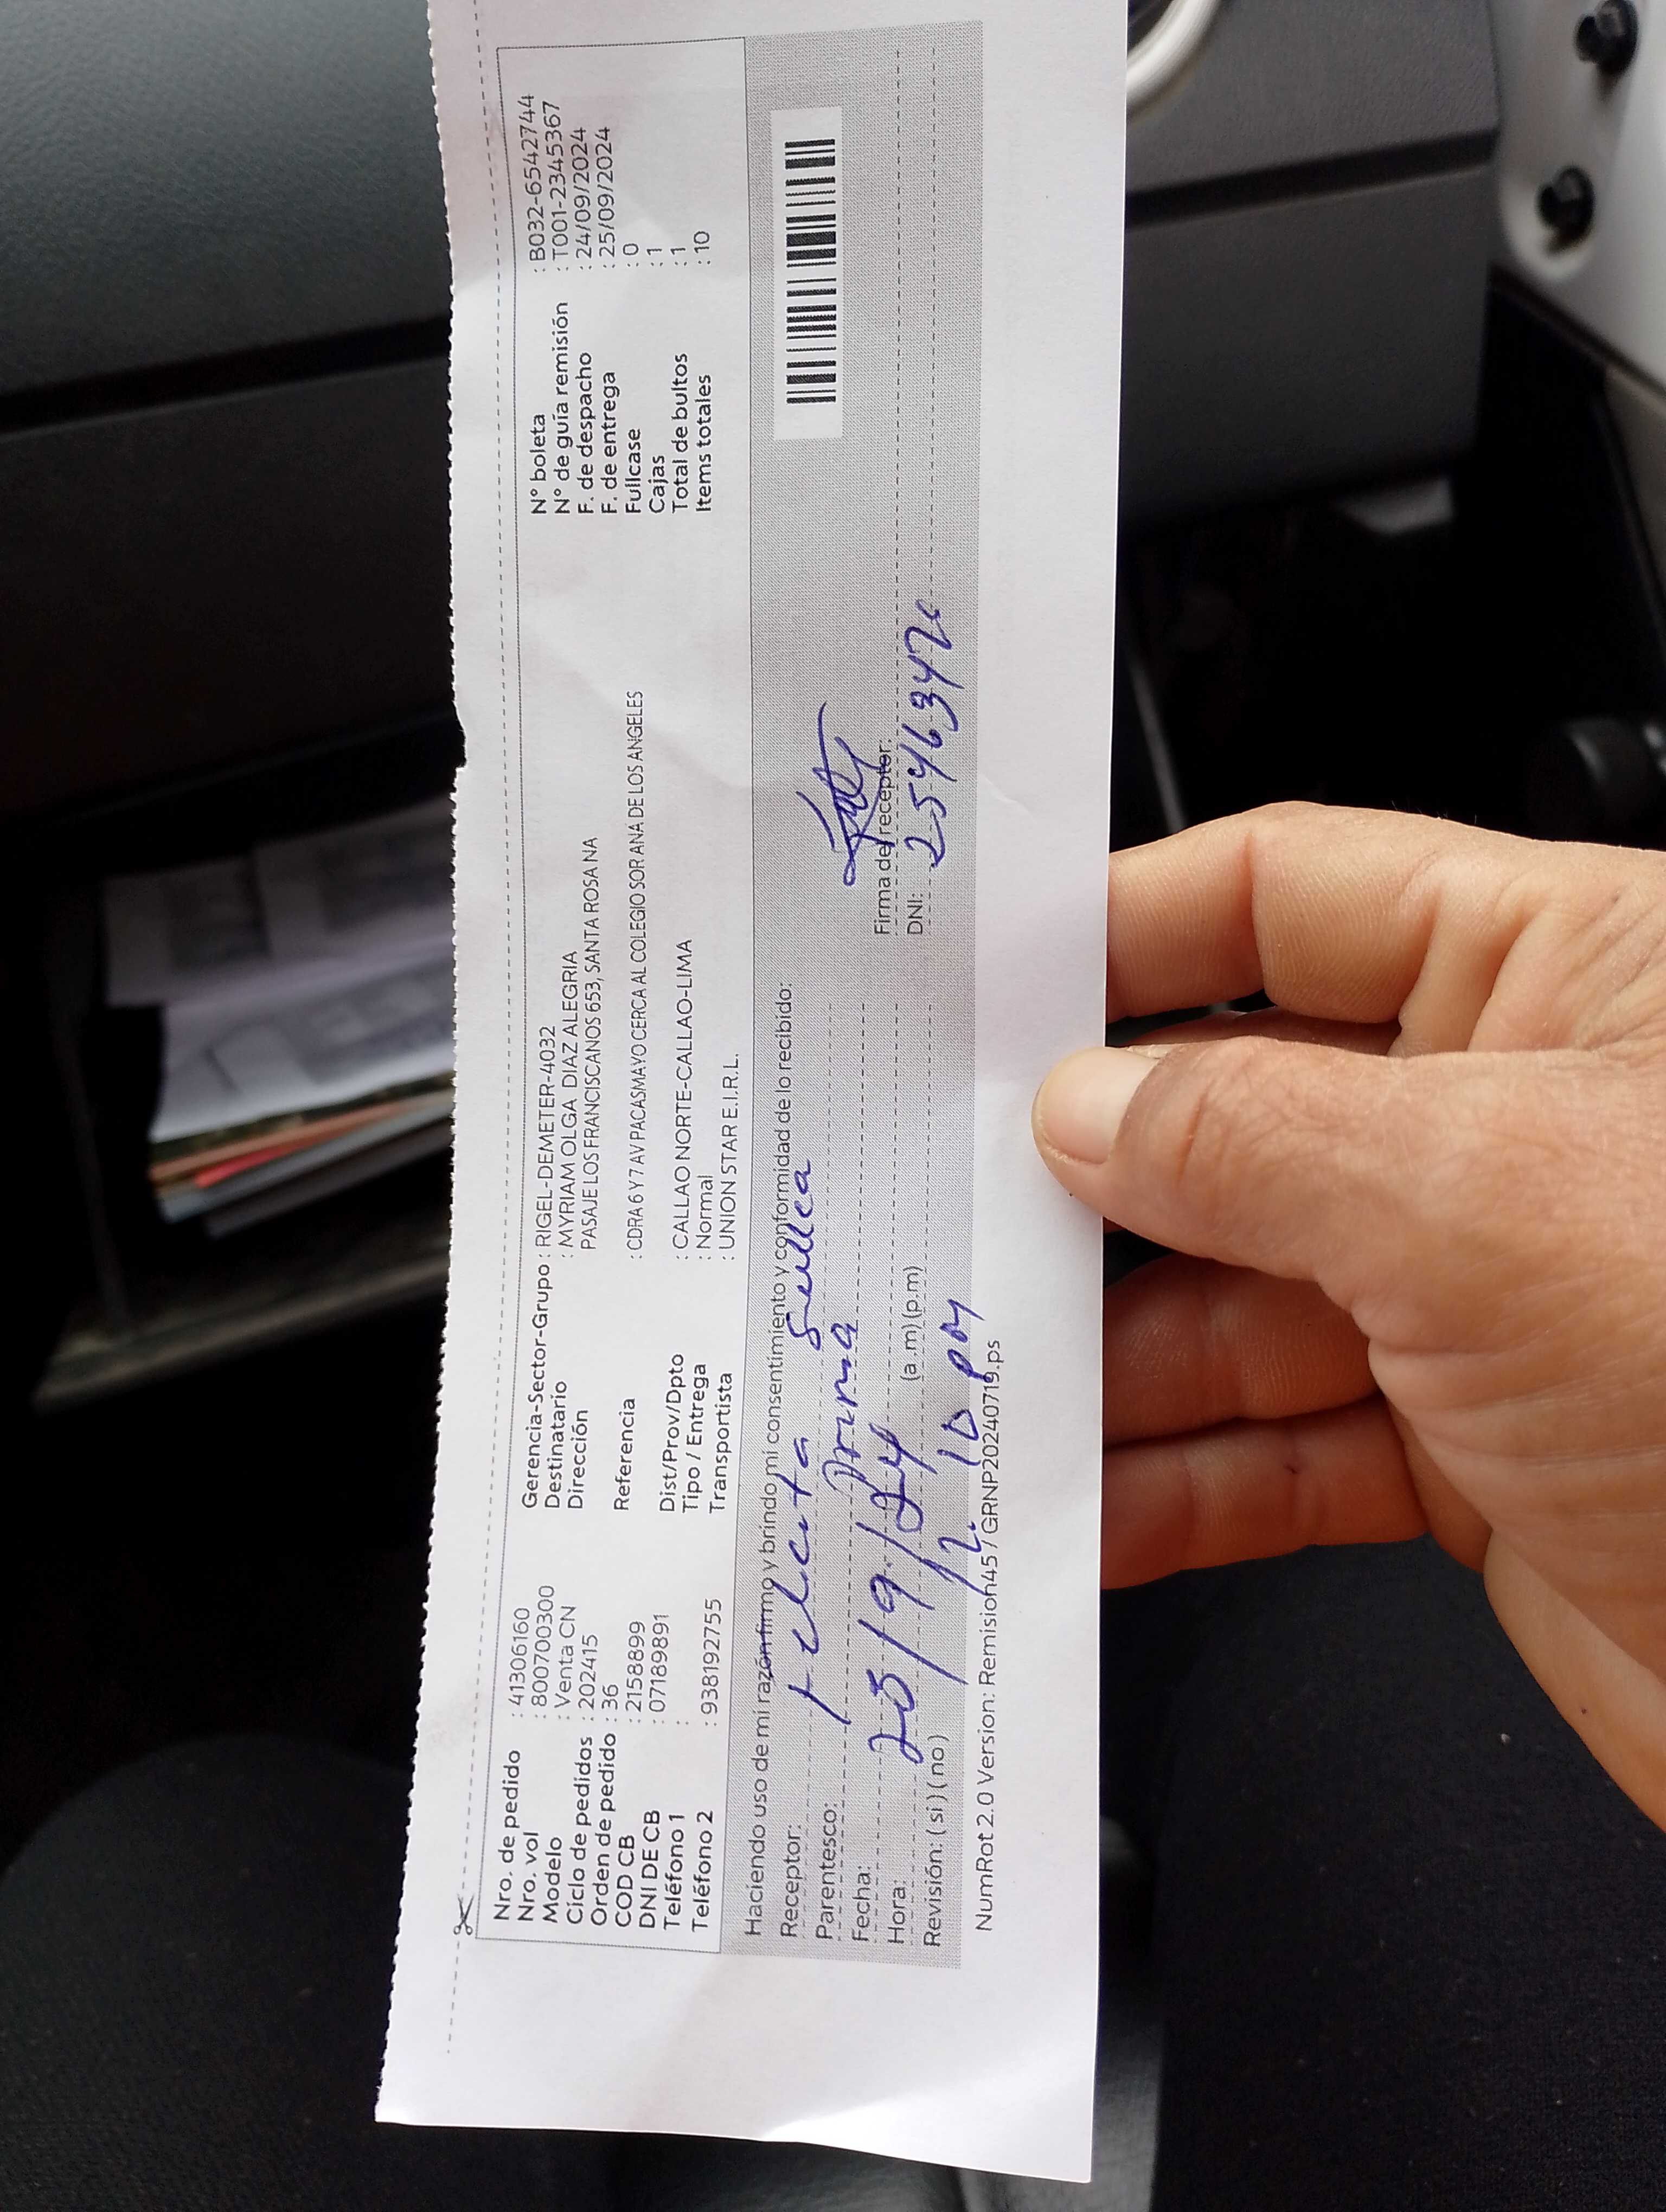 Nro. de pedido : 41306160 Gerencia-Sector-Grupo : RIGEL-DEMETER-4032 N° boleta : B032-6542744
Nro. vol : 8007000300 Destinatario : MYRIAM OLGA DIAZ ALEGRIA N° de guía remisión : T001-2345367
Modelo : Venta CN Dirección PASAJE LOS FRANCISCANOS 653, SANTA ROSA NA F. de despacho : 24/09/2024
Ciclo de pedidos : 202415 F. de entrega : 25/09/2024
Orden de pedido : 36 Referencia : CDRA 6 Y 7 AV PACASMAYO CERCA AL COLEGIO SOR ANA DE LOS ANGELES Fullcase : 0
COD CB : 2158899 Cajas : 1
DNI DE CB : 07189891 Dist/Prov/Dpto : CALLAO NORTE-CALLAO-LIMA Total de bultos : 1
Teléfono 1 : Tipo / Entrega : Normal Items totales : 10
Teléfono 2 : 938192755 Transportista : UNION STAR E.I.R.L.
Haciendo uso de mi razón firmo y brindo mi consentimiento y conformidad de lo recibido:
Receptor:
Parentesco: Prima
Fecha: 25/9/24 Firma del receptor:
Hora: 12.10 pm (a.m) (p.m) DNI:
Revisión: ( si ) ( no )
NumRot 2.0 Version: Remision45 / GRNP20240719.ps